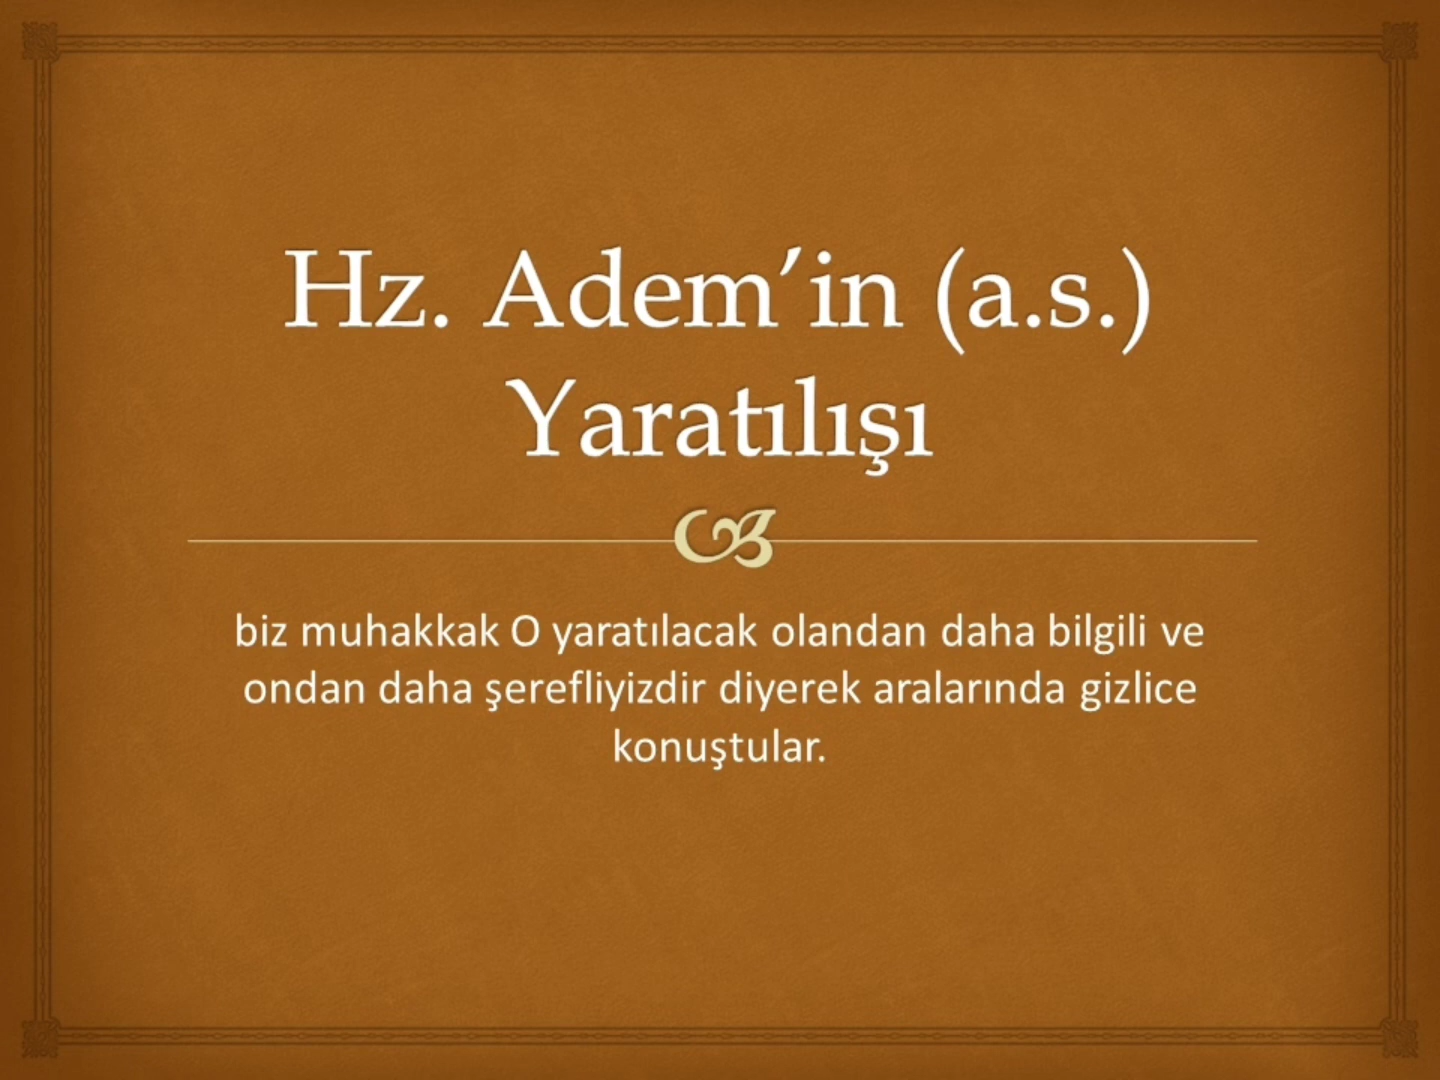 Hz. Adem’in (a.s.)
Yaratılışı
biz muhakkak O yaratılacak olandan daha bilgili ve
ondan daha şerefliyizdir diyerek aralarında gizlice
konuştular.